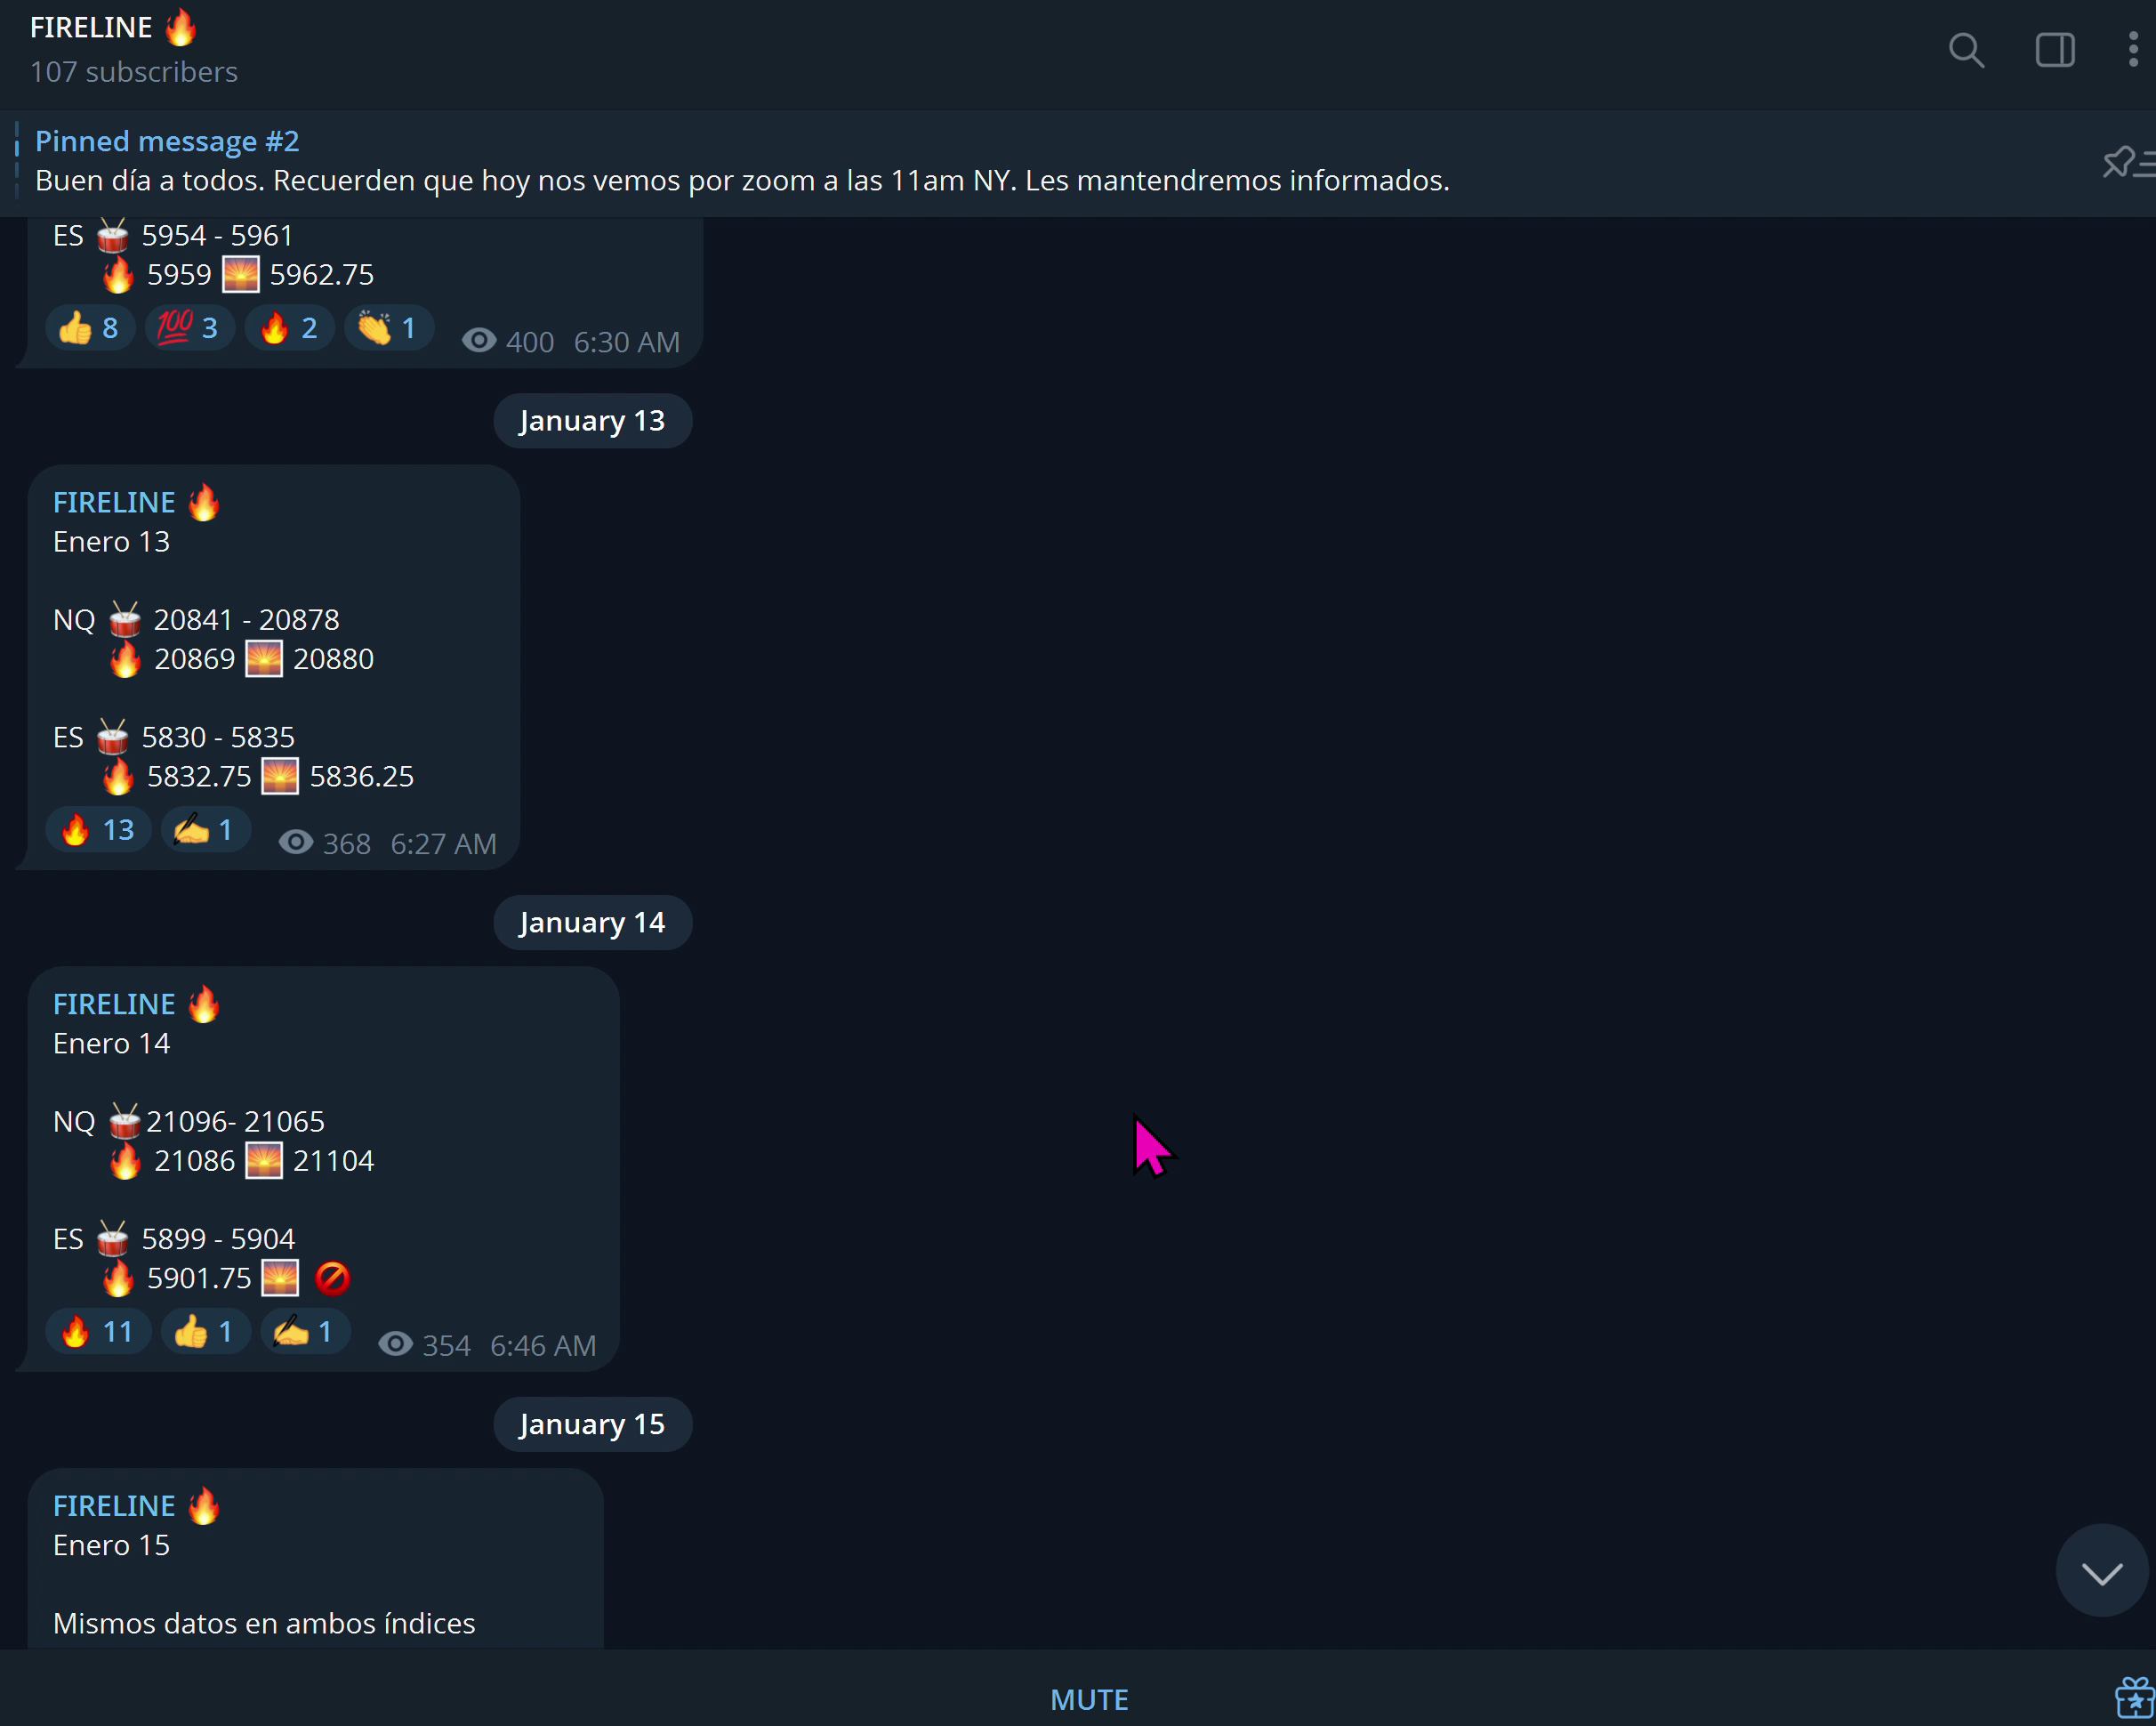 FIRELINE 🔥
107 subscribers
Pinned message #2
Buen día a todos. Recuerden que hoy nos vemos por zoom a las 11am NY. Les mantendremos informados.
ES 🥁 5954 - 5961
🔥 5959 🌅 5962.75
👍 8 💯 3 🔥 2 👏 1 400 6:30 AM
January 13
FIRELINE 🔥
Enero 13
NQ 🥁 20841 - 20878
🔥 20869 🌅 20880
ES 🥁 5830 - 5835
🔥 5832.75 🌅 5836.25
🔥 13 ✍️ 1 368 6:27 AM
January 14
FIRELINE 🔥
Enero 14
NQ 🥁21096- 21065
🔥 21086 🌅 21104
ES 🥁 5899 - 5904
🔥 5901.75 🌅 🚫
🔥 11 👍 1 ✍️ 1 354 6:46 AM
January 15
FIRELINE 🔥
Enero 15
Mismos datos en ambos índices
MUTE